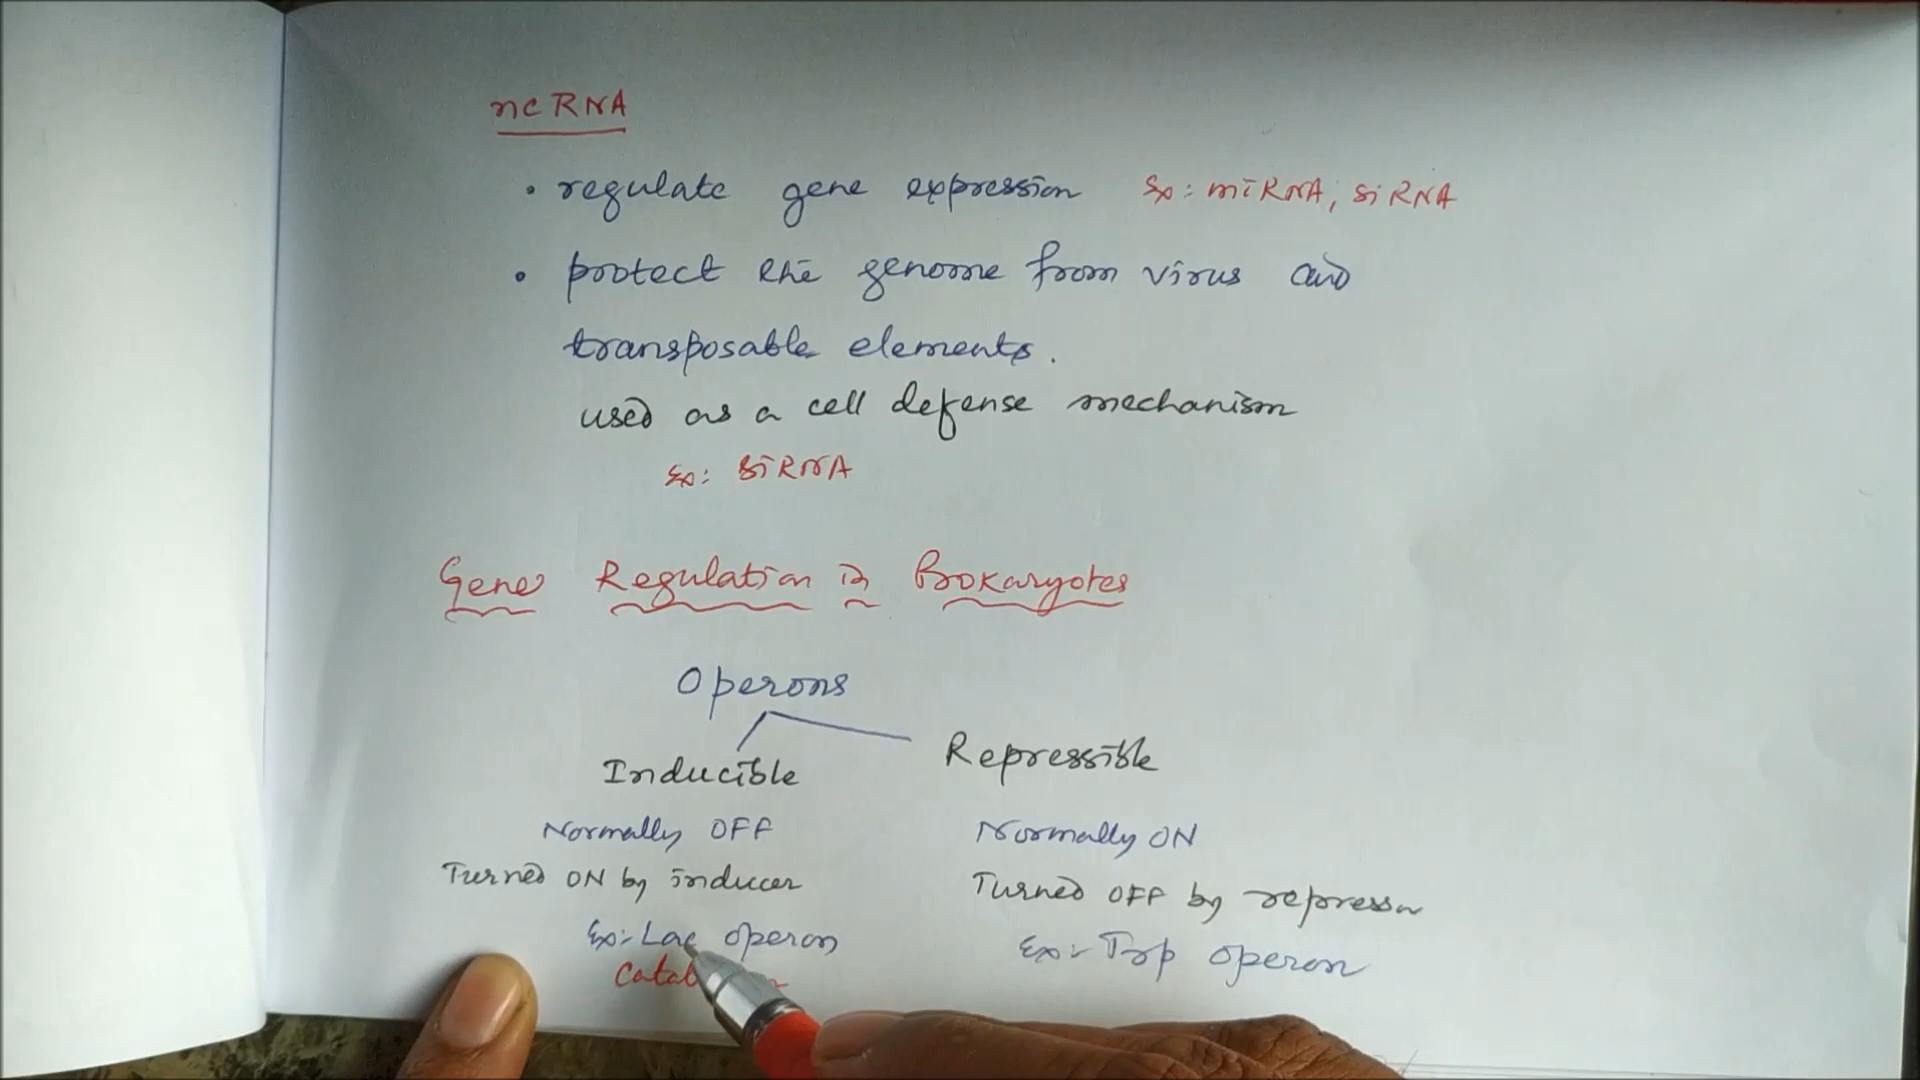 ncRNA
• regulate gene expression Ex: miRNA, siRNA
• protect the genome from virus and
transposable elements.
used as a cell defense mechanism
Ex: siRNA
Gene Regulation in Prokaryotes
Operons
Inducible
Repressible
Normally OFF
Normally ON
Turned ON by inducer
Turned OFF by repressor
Ex:- Lac operon
Ex:- Trp operon